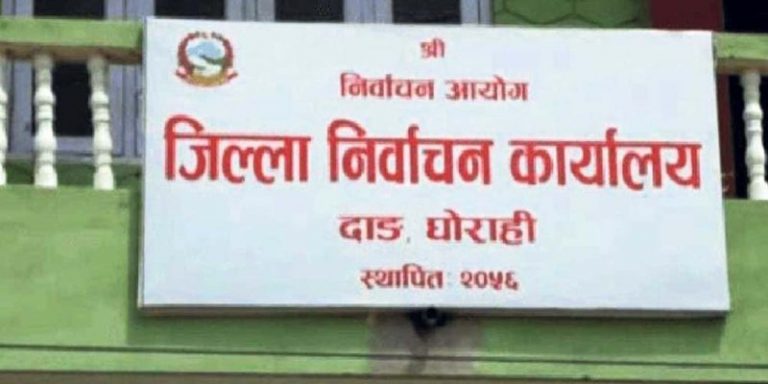 श्री
निर्वाचन आयोग
जिल्ला निर्वाचन कार्यालय
दाङ, घोराही
स्थापितः २०५६